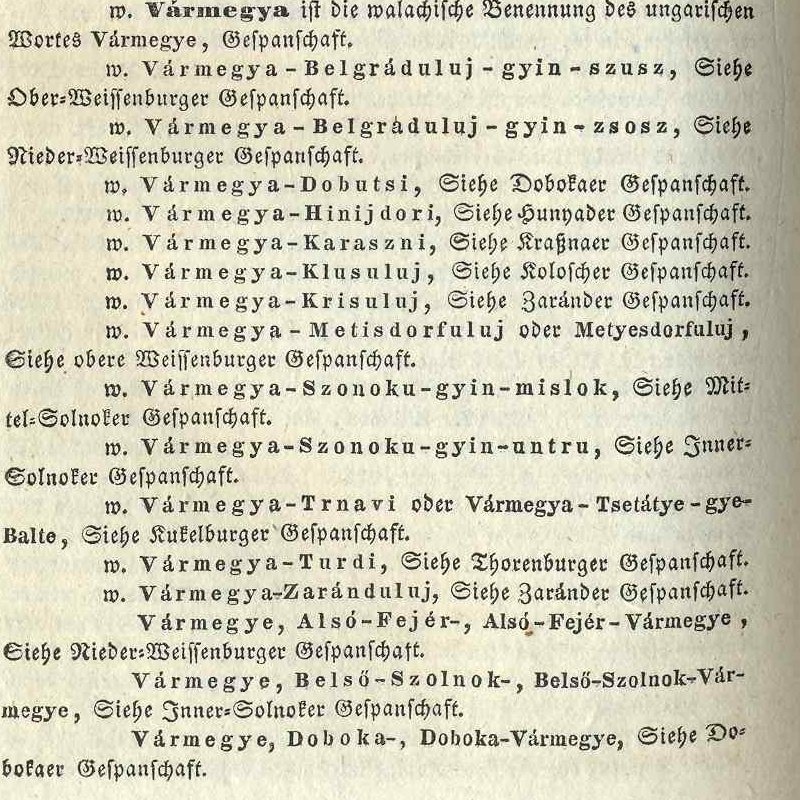 w. Vármegya ist die walachische Benennung des ungarischen
Wortes Vármegye, Gespanschaft.
w. Vármegya-Belgráduluj-gyin-szusz, Siehe
Ober=Weissenburger Gespanschaft.
w. Vármegya-Belgráduluj-gyin-zsosz, Siehe
Nieder=Weissenburger Gespanschaft.
w. Vármegya-Dobutsi, Siehe Dobokaer Gespanschaft.
w. Vármegya-Hinijdori, Siehe Hunyader Gespanschaft.
w. Vármegya-Karaszni, Siehe Kraßnaer Gespanschaft.
w. Vármegya-Klusuluj, Siehe Koloscher Gespanschaft.
w. Vármegya-Krisuluj, Siehe Zaránder Gespanschaft.
w. Vármegya-Metisdorfuluj oder Metyesdorfuluj,
Siehe obere Weissenburger Gespanschaft.
w. Vármegya-Szonoku-gyin-mislok, Siehe Mit=
tel=Solnoker Gespanschaft.
w. Vármegya-Szonoku-gyin-untru, Siehe Inner=
Solnoker Gespanschaft.
w. Vármegya-Trnavi oder Vármegya-Tsetátye-gye-
Balte, Siehe Kukelburger Gespanschaft.
w. Vármegya-Turdi, Siehe Thorenburger Gespanschaft.
w. Vármegya-Zaránduluj, Siehe Zaránder Gespanschaft.
Vármegye, Alsó-Fejér-, Alsó-Fejér-Vármegye,
Siehe Nieder=Weissenburger Gespanschaft.
Vármegye, Belső-Szolnok-, Belső-Szolnok-Vár-
megye, Siehe Inner=Solnoker Gespanschaft.
Vármegye, Doboka-, Doboka-Vármegye, Siehe Do=
bokaer Gespanschaft.